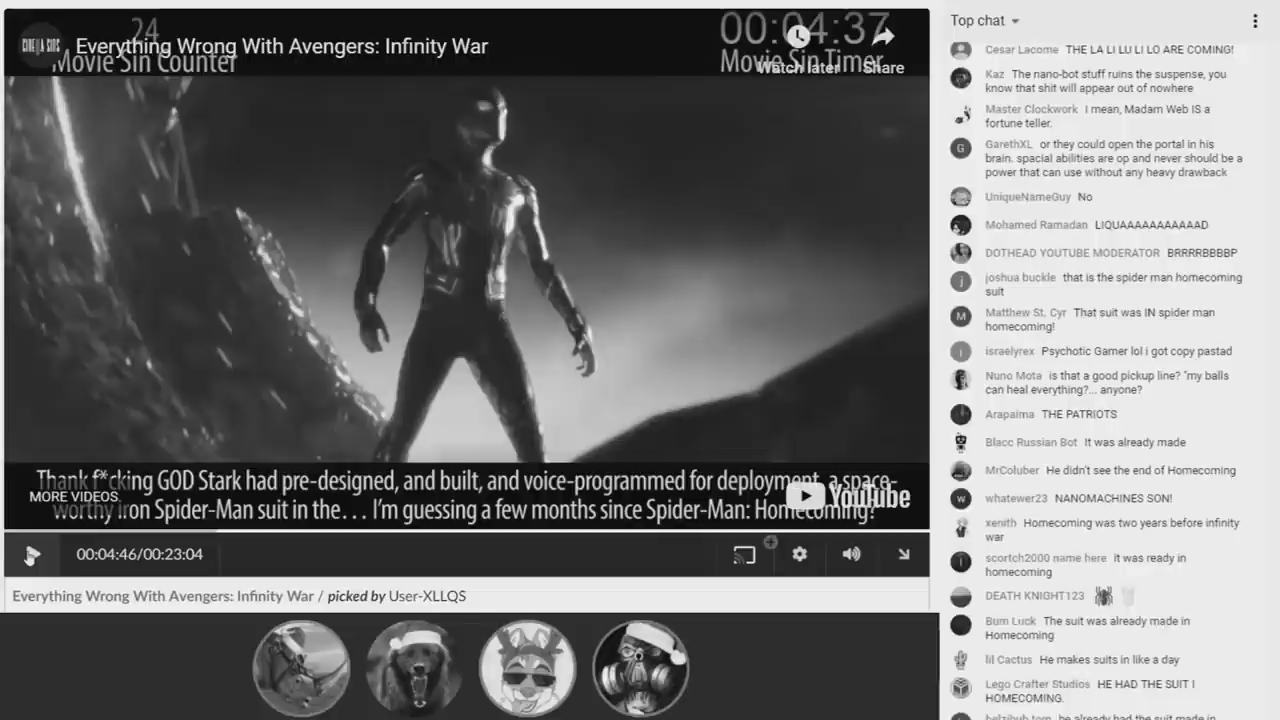 24
00:04:37
CINEMA SINS
Everything Wrong With Avengers: Infinity War
Movie Sin Counter
Movie Sin Timer
Watch later
Share
Thank f*cking GOD Stark had pre-designed, and built, and voice-programmed for deployment, a space-
worthy iron Spider-Man suit in the… I'm guessing a few months since Spider-Man: Homecoming?
MORE VIDEOS
YouTube
00:04:46/00:23:04
Everything Wrong With Avengers: Infinity War / picked by User-XLLQS
Top chat
Cesar Lacome THE LA LI LU LI LO ARE COMING!
Kaz The nano-bot stuff ruins the suspense, you
know that shit will appear out of nowhere
Master Clockwork I mean, Madam Web IS a
fortune teller.
G
GarethXL or they could open the portal in his
brain. spacial abilities are op and never should be a
power that can use without any heavy drawback
UniqueNameGuy No
Mohamed Ramadan LIQUAAAAAAAAAAD
DOTHEAD YOUTUBE MODERATOR BRRRRBBBBP
j
joshua buckle that is the spider man homecoming
suit
M
Matthew St. Cyr That suit was IN spider man
homecoming!
i
israelyrex Psychotic Gamer lol i got copy pastad
Nuno Mota is that a good pickup line? "my balls
can heal everything?... anyone?
Arapaima THE PATRIOTS
Blacc Russian Bot It was already made
MrColuber He didn't see the end of Homecoming
w
whatewer23 NANOMACHINES SON!
xenith Homecoming was two years before infinity
war
scortch2000 name here it was ready in
homecoming
DEATH KNIGHT123
Bum Luck The suit was already made in
Homecoming
lil Cactus He makes suits in like a day
Lego Crafter Studios HE HAD THE SUIT I
HOMECOMING.